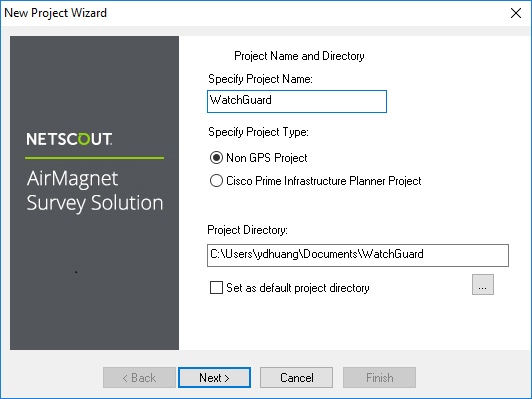 New Project Wizard
NETSCOUT
AirMagnet
Survey Solution
Project Name and Directory
Specify Project Name:
WatchGuard
Specify Project Type:
Non GPS Project
Cisco Prime Infrastructure Planner Project
Project Directory:
C:\Users\ydhuang\Documents\WatchGuard
Set as default project directory
...
< Back
Next >
Cancel
Finish